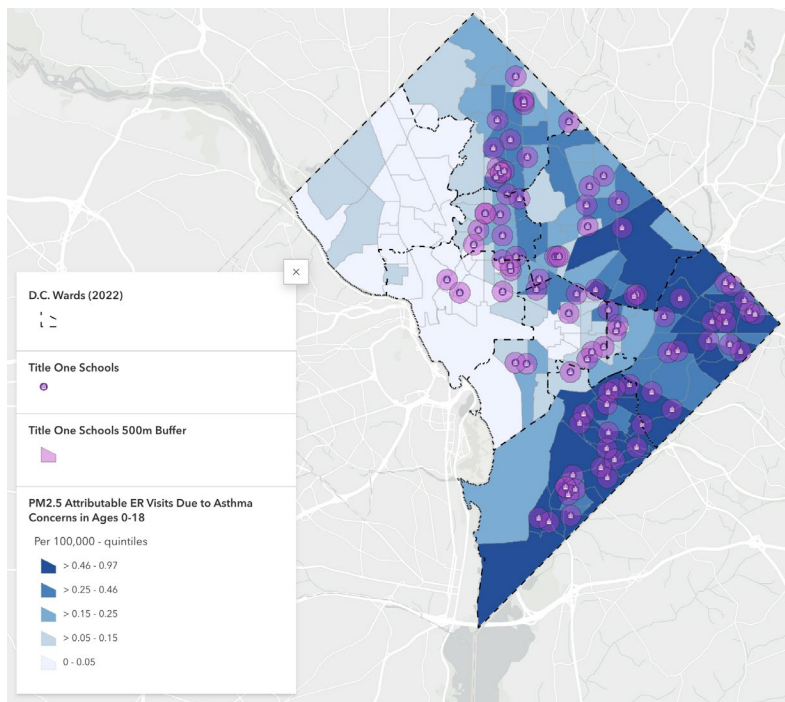 ×
D.C. Wards (2022)
Title One Schools
Title One Schools 500m Buffer
PM2.5 Attributable ER Visits Due to Asthma
Concerns in Ages 0-18
Per 100,000 - quintiles
> 0.46 - 0.97
> 0.25 - 0.46
> 0.15 - 0.25
> 0.05 - 0.15
0 - 0.05